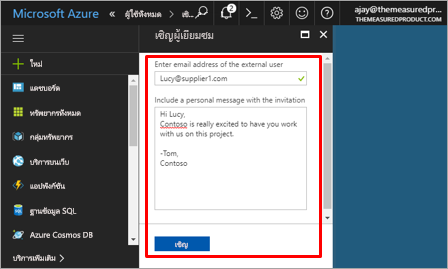 Microsoft Azure
ผู้ใช้ทั้งหมด
เชิ...
2
ajay@themeasured...
THEMEASUREDPRODUCT.COM
เชิญผู้เยี่ยมชม
ใหม่
แดชบอร์ด
ทรัพยากรทั้งหมด
กลุ่มทรัพยากร
บริการบนเว็บ
แอปฟังก์ชัน
ฐานข้อมูล SQL
Azure Cosmos DB
บริการเพิ่มเติม
Enter email address of the external user
Lucy@supplier1.com
Include a personal message with the invitation
Hi Lucy,
Contoso is really excited to have you work
with us on this project.
-Tom,
Contoso
เชิญ